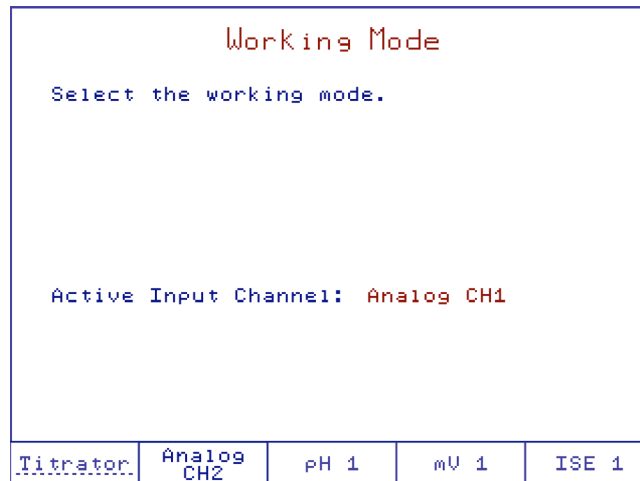 Working Mode
Select the working mode.
Active Input Channel: Analog CH1
Titrator
Analog
CH2
pH 1
mV 1
ISE 1